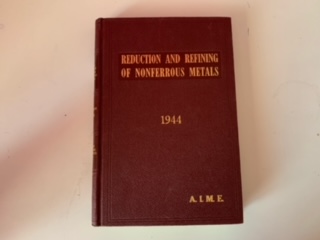 REDUCTION AND REFINING
OF NONFERROUS METALS
1944
A. I. M. E.